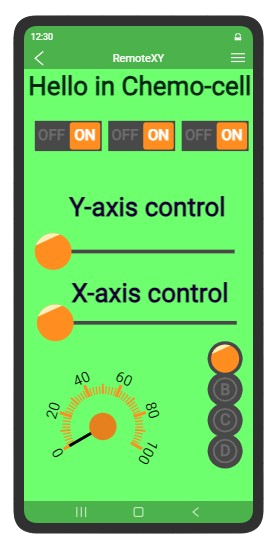 12:30
RemoteXY
Hello in Chemo-cell
OFF ON OFF ON OFF ON
Y-axis control
X-axis control
0 20 40 60 80 100
B
C
D